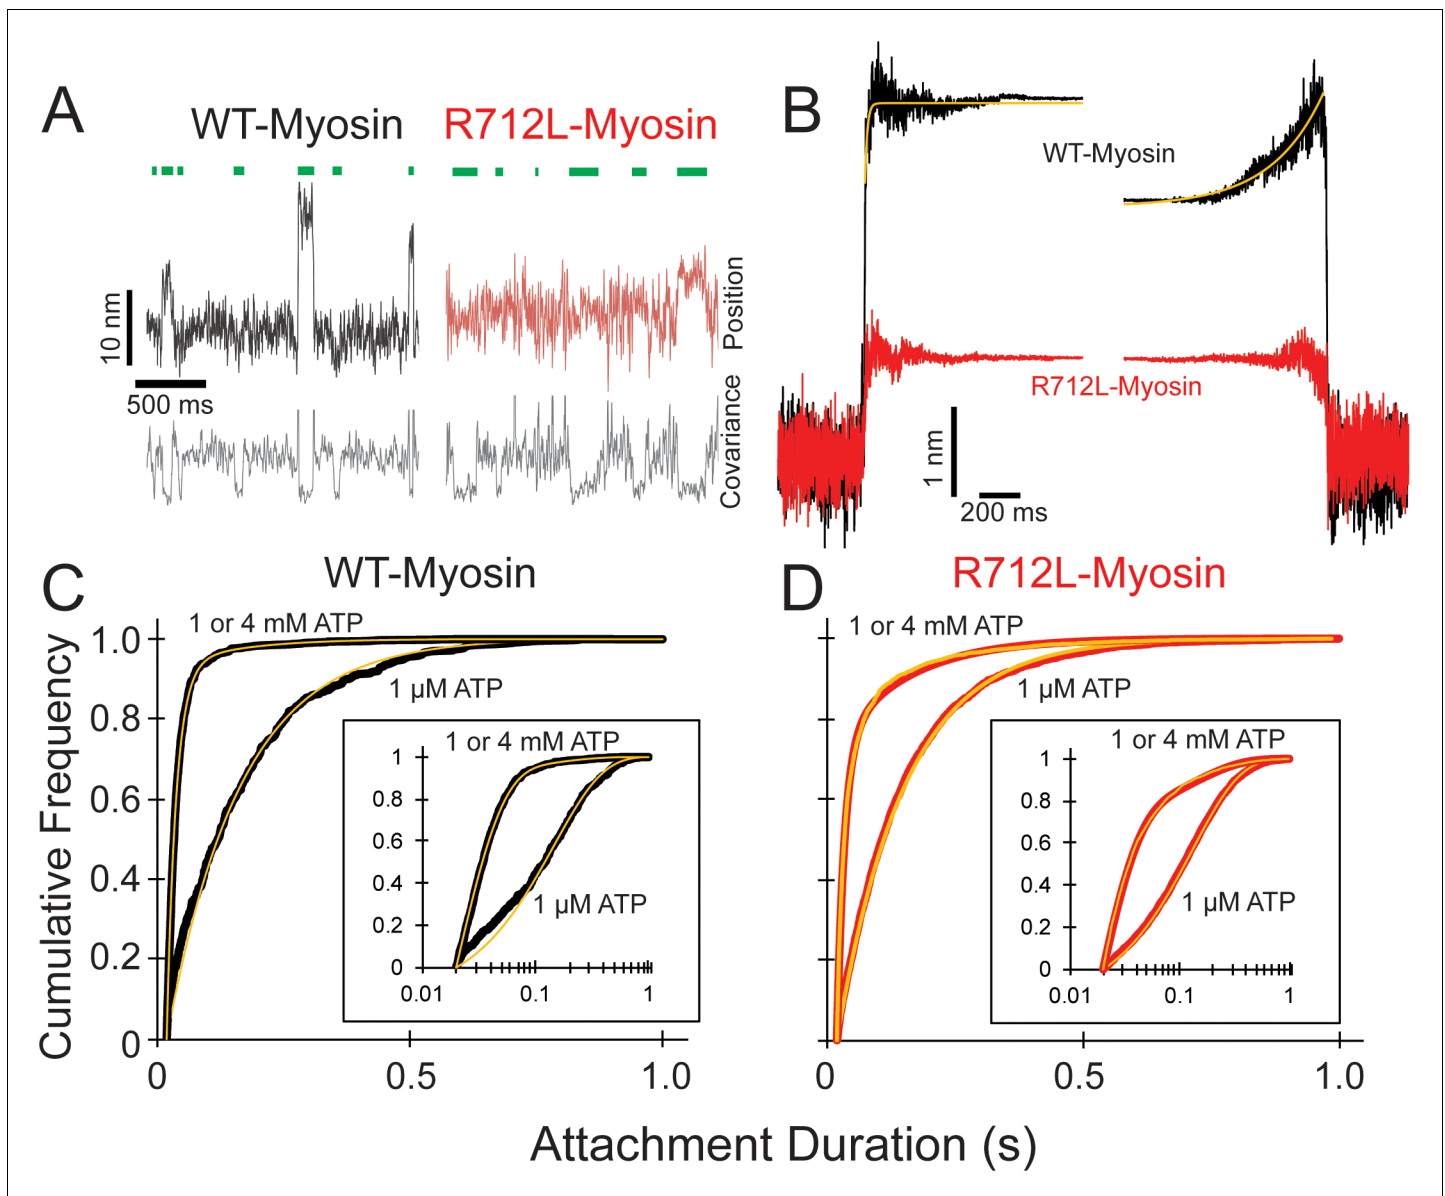 A
WT-Myosin
R712L-Myosin
10 nm
500 ms
Position
Covariance
B
WT-Myosin
R712L-Myosin
1 nm
200 ms
C
WT-Myosin
Cumulative Frequency
1 or 4 mM ATP
1 µM ATP
1.0
0.8
0.6
0.4
0.2
0
0
0.5
1.0
1 or 4 mM ATP
1 µM ATP
1
0.8
0.6
0.4
0.2
0
0.01
0.1
1
D
R712L-Myosin
1 or 4 mM ATP
1 µM ATP
0
0.5
1.0
1 or 4 mM ATP
1 µM ATP
1
0.8
0.6
0.4
0.2
0
0.01
0.1
1
Attachment Duration (s)